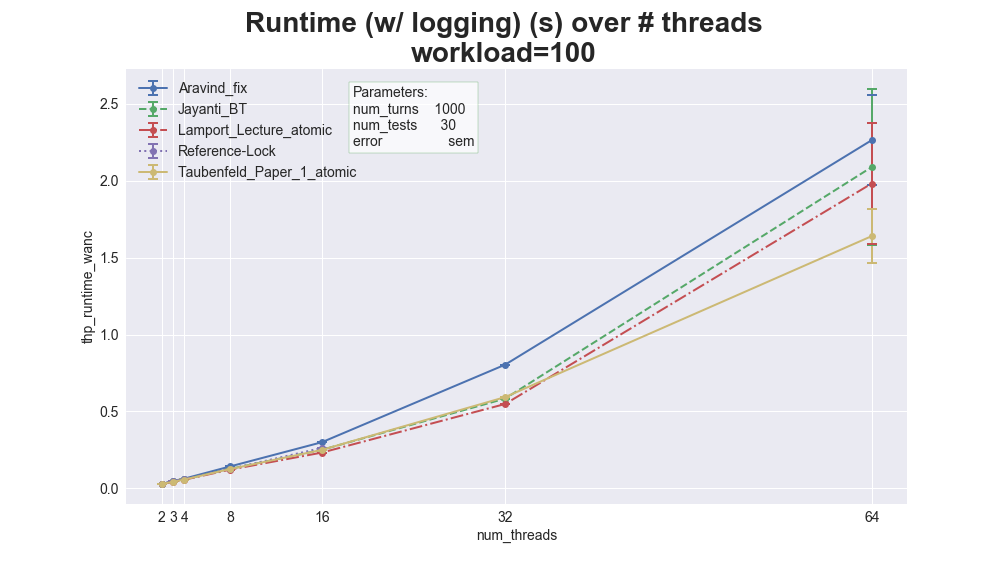 Runtime (w/ logging) (s) over # threads
workload=100
Aravind_fix
Jayanti_BT
Lamport_Lecture_atomic
Reference-Lock
Taubenfeld_Paper_1_atomic
Parameters:
num_turns 1000
num_tests 30
error sem
thp_runtime_wanc
2.5
2.0
1.5
1.0
0.5
0.0
2 3 4 8 16 32 64
num_threads